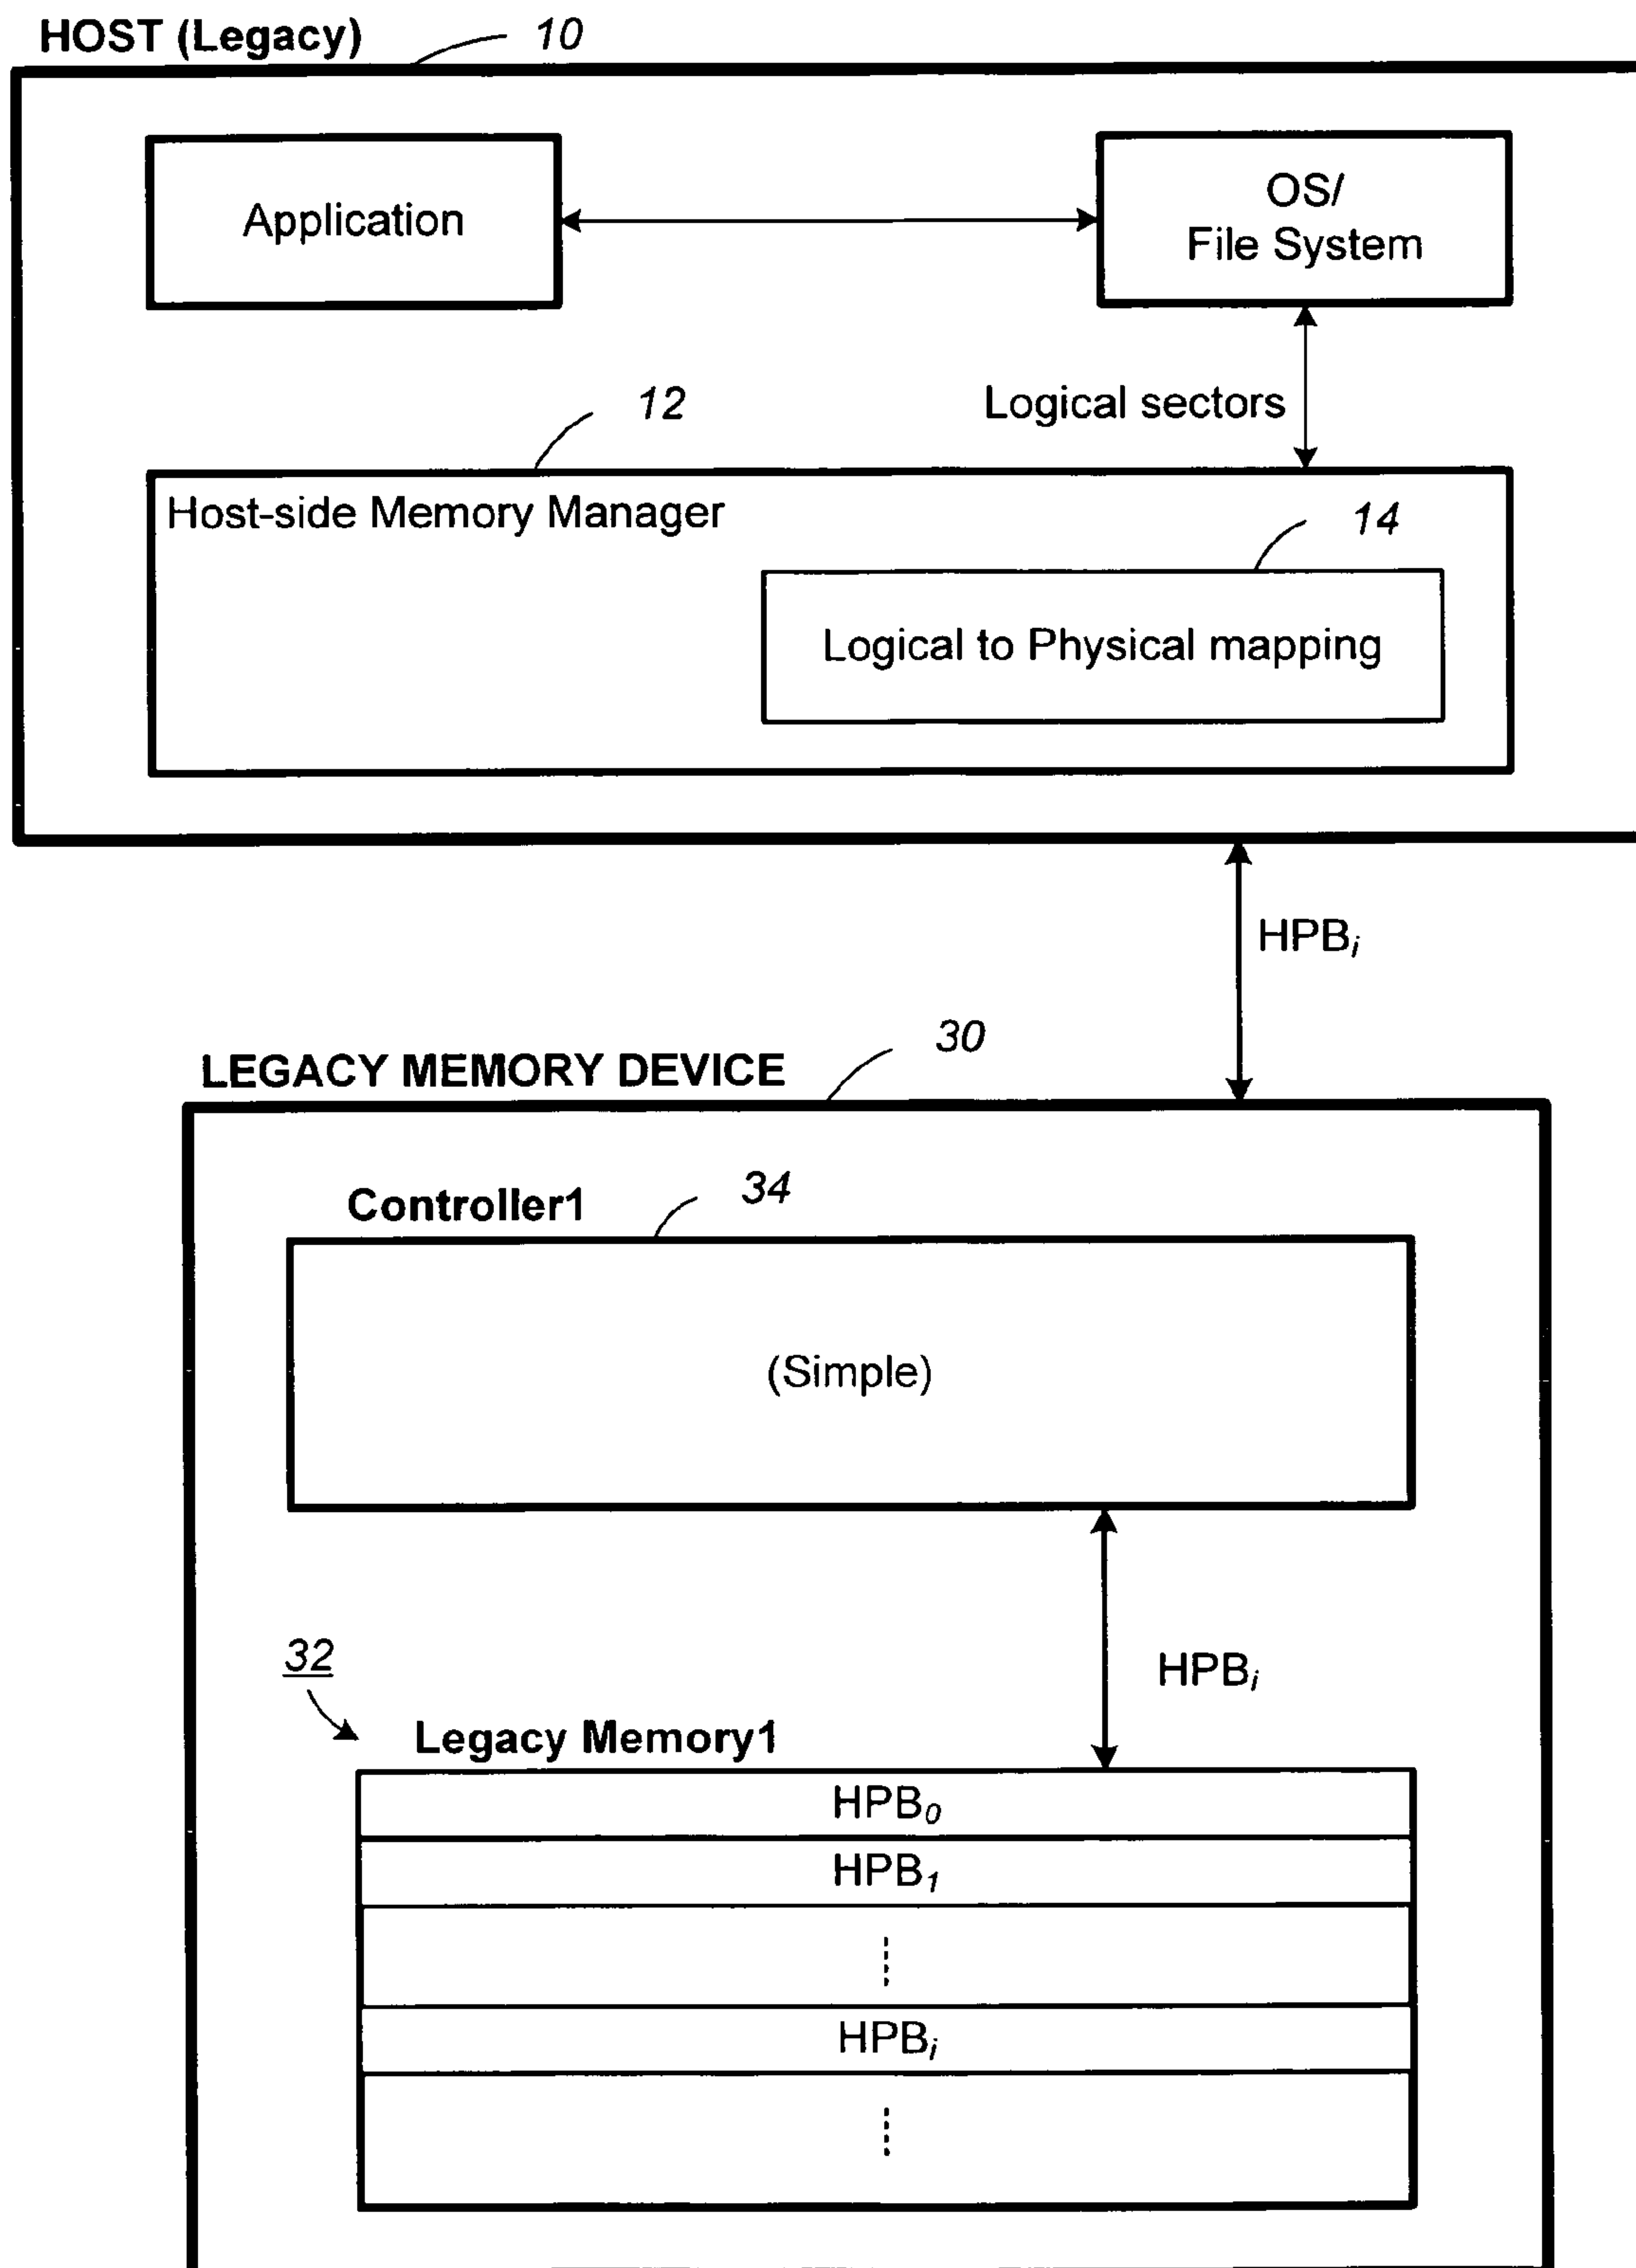 HOST (Legacy)
10
Application
OS/
File System
Logical sectors
12
Host-side Memory Manager
14
Logical to Physical mapping
HPBi
30
LEGACY MEMORY DEVICE
34
Controller1
(Simple)
32
HPBi
Legacy Memory1
HPB0
HPB1
HPBi